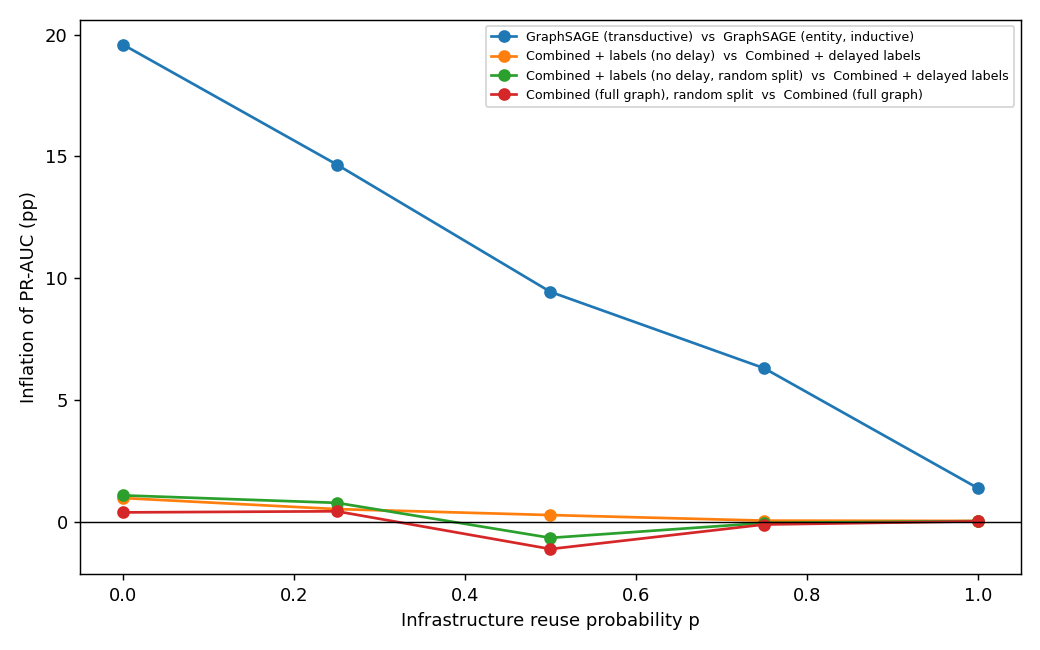 GraphSAGE (transductive)  vs  GraphSAGE (entity, inductive)
Combined + labels (no delay)  vs  Combined + delayed labels
Combined + labels (no delay, random split)  vs  Combined + delayed labels
Combined (full graph), random split  vs  Combined (full graph)
Inflation of PR-AUC (pp)
20
15
10
5
0
0.0 0.2 0.4 0.6 0.8 1.0
Infrastructure reuse probability p